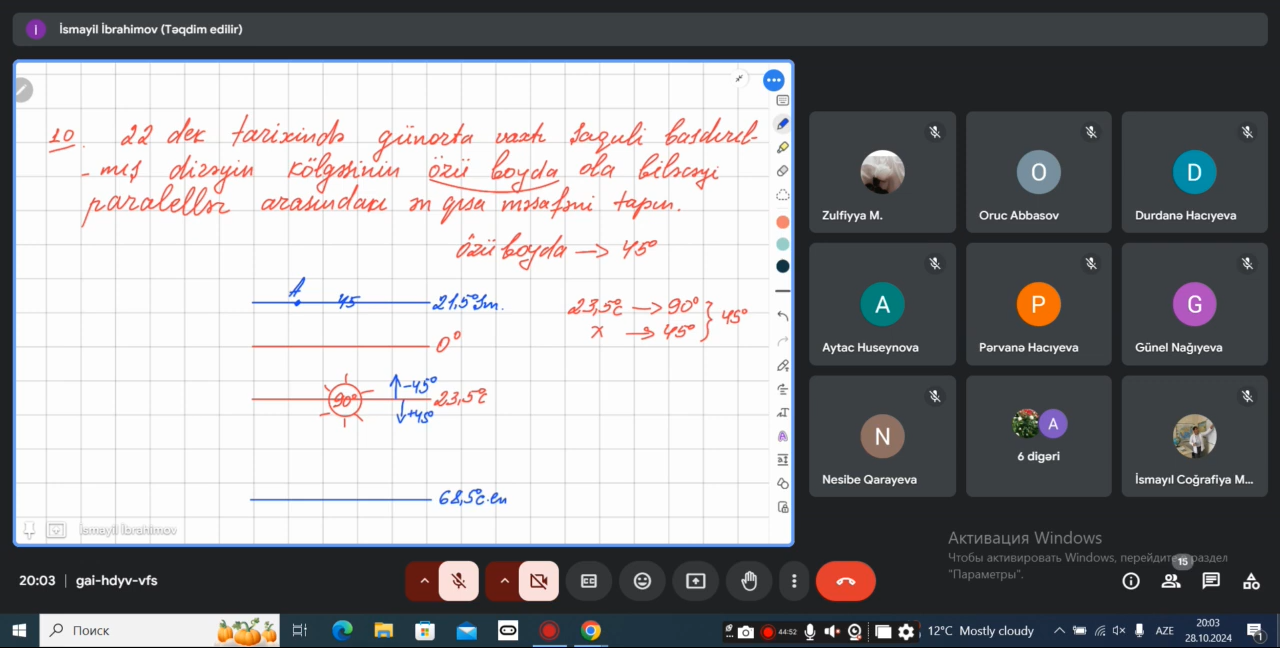 İsmayil İbrahimov (Təqdim edilir)
10. 22 dek tarixində günorta vaxtı şaquli basdırıl-
- mış dirəyin kölgəsinin özü boyda ola biləcəyi
paralellər arasındakı ən qısa məsafəni tapın.
özü boyda → 45°
A
45 21,5° Şm.
23,5°C → 90°
x → 45° } 45°
0°
90° 23,5°C
↑ -45°
↓ +45°
68,5°C.en
İsmayil İbrahimov
Zulfiyya M.
O
Oruc Abbasov
D
Durdanə Hacıyeva
A
Aytac Huseynova
P
Pərvanə Hacıyeva
G
Günel Nağıyeva
N
Nesibe Qarayeva
A
6 digəri
İsmayıl Coğrafiya M...
Активация Windows
Чтобы активировать Windows, перейдите раздел
"Параметры".
20:03 | gai-hdyv-vfs
15
Поиск
44:52
12°C Mostly cloudy
AZE
20:03
28.10.2024
1